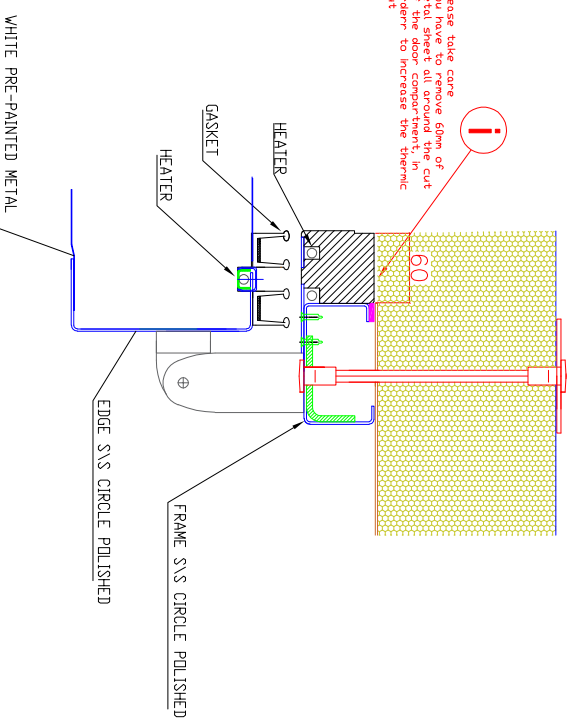 ease take care
u have to remove 60mm of
tal sheet all around the cut
the door compartment, in
rderr to increase the thermic
i
60
HEATER
GASKET
HEATER
WHITE PRE-PAINTED METAL
EDGE S\S CIRCLE POLISHED
FRAME S\S CIRCLE POLISHED